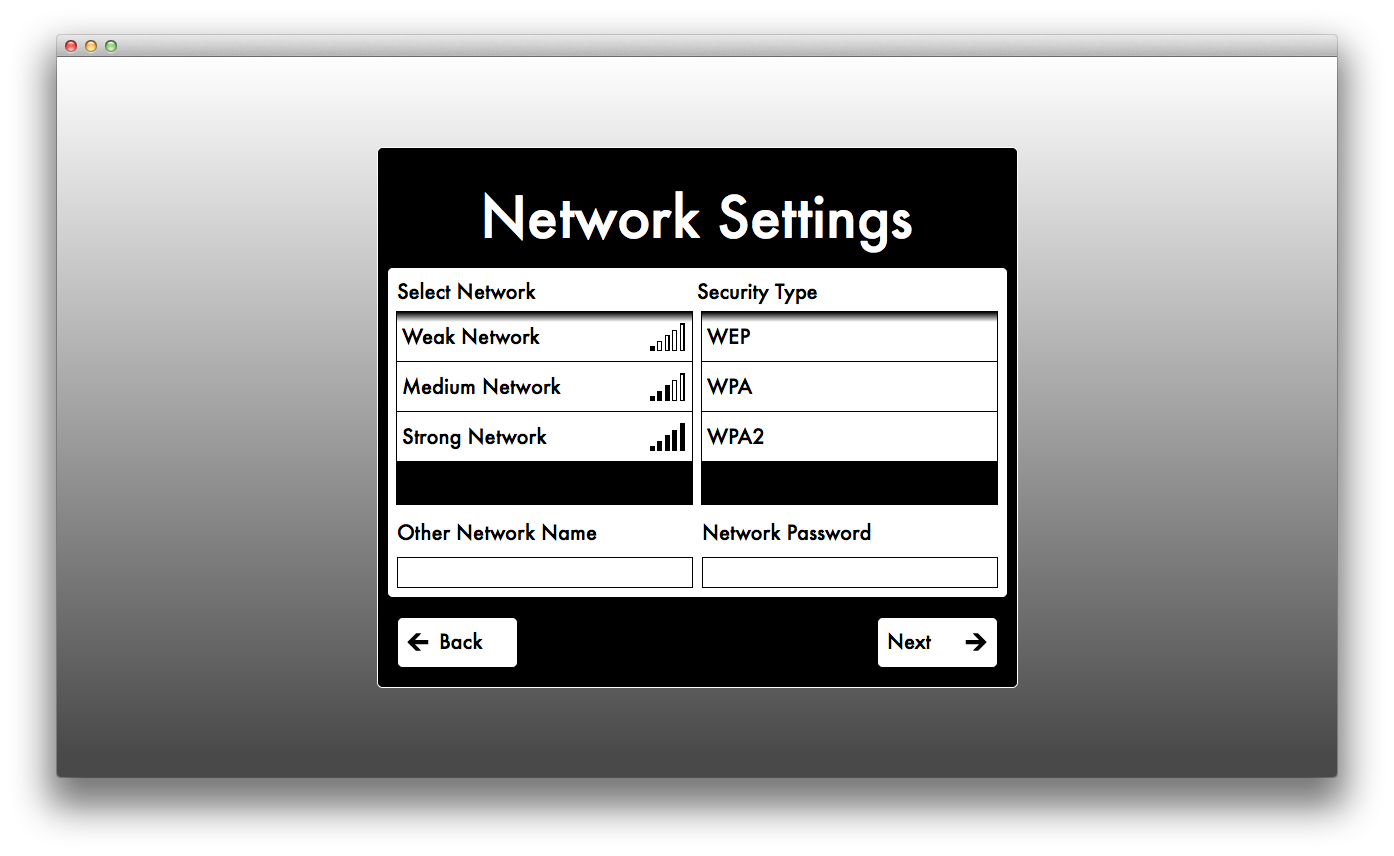 Network Settings
Select Network
Security Type
Weak Network
WEP
Medium Network
WPA
Strong Network
WPA2
Other Network Name
Network Password
Back
Next